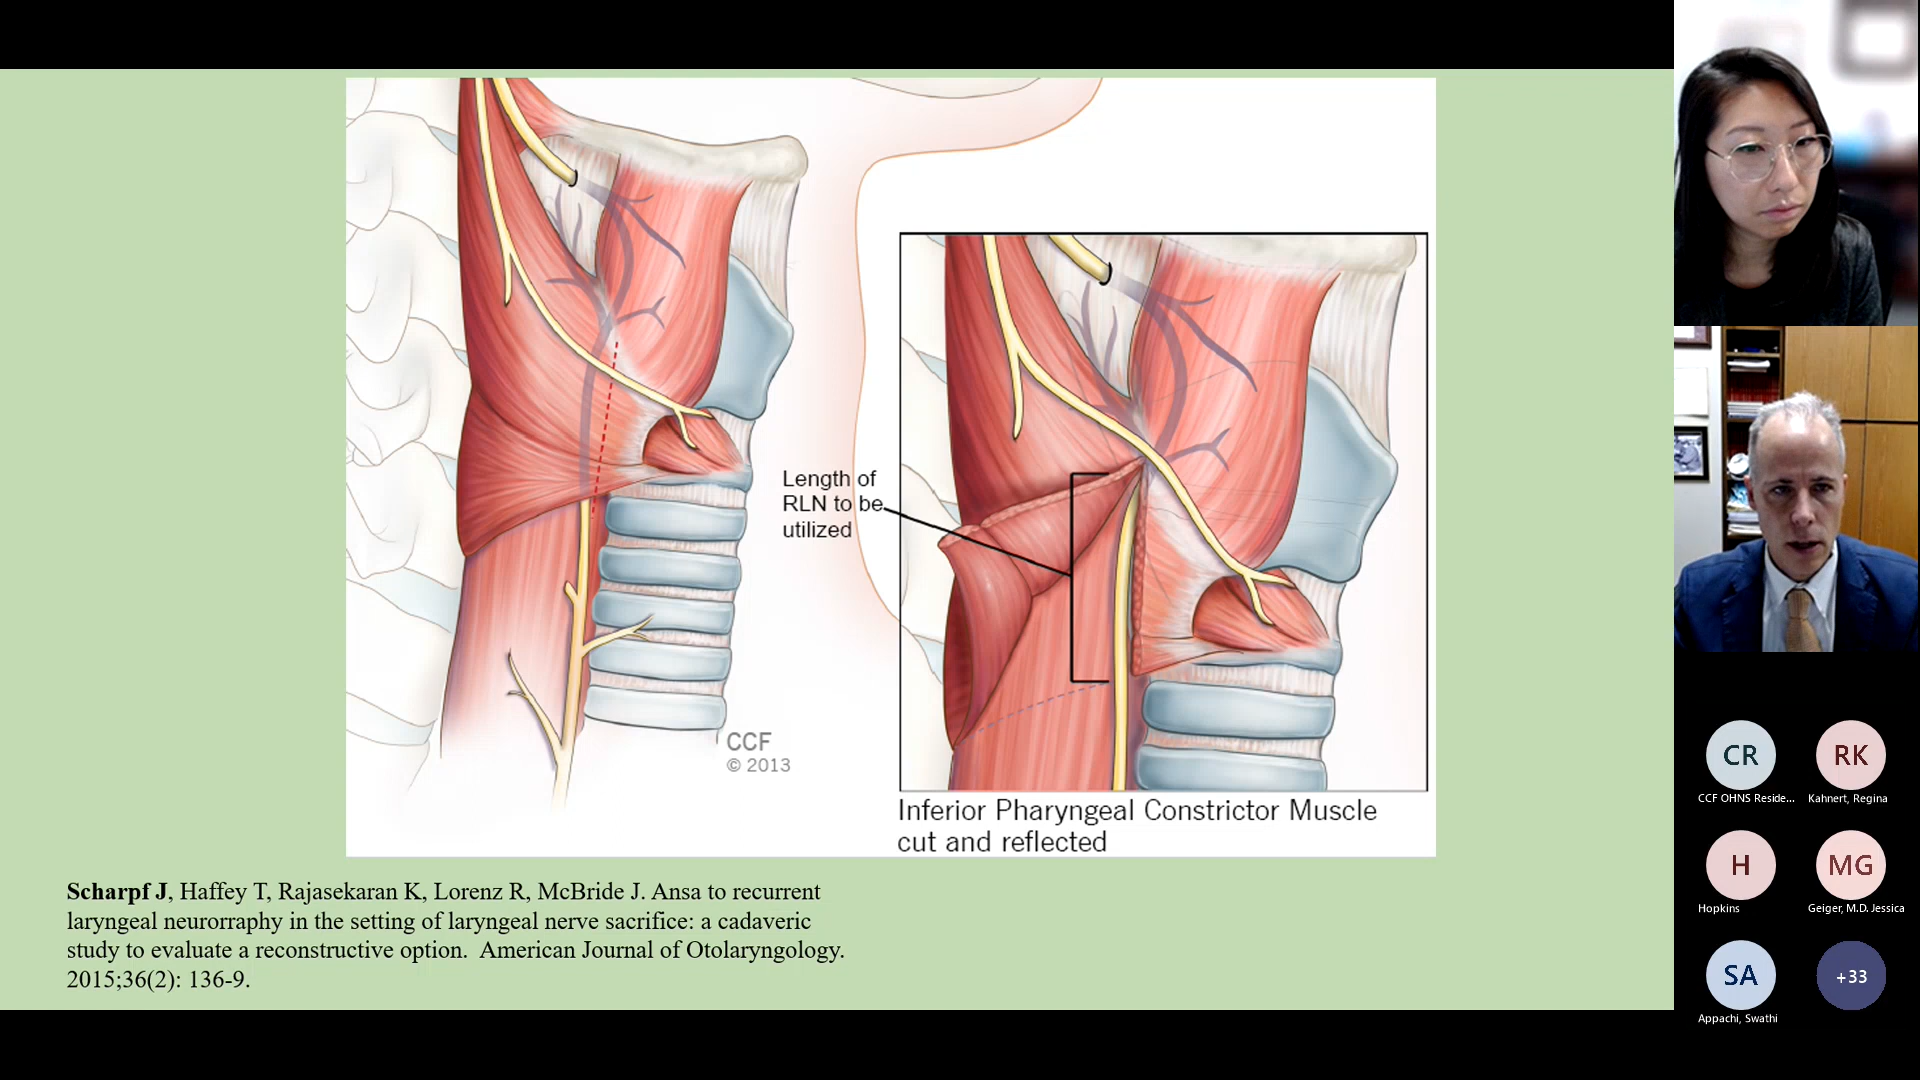 Length of
RLN to be
utilized
CCF
© 2013
Inferior Pharyngeal Constrictor Muscle
cut and reflected
Scharpf J, Haffey T, Rajasekaran K, Lorenz R, McBride J. Ansa to recurrent
laryngeal neurorraphy in the setting of laryngeal nerve sacrifice: a cadaveric
study to evaluate a reconstructive option.  American Journal of Otolaryngology.
2015;36(2): 136-9.
CR
RK
CCF OHNS Reside...
Kahnert, Regina
H
MG
Hopkins
Geiger, M.D. Jessica
SA
+33
Appachi, Swathi